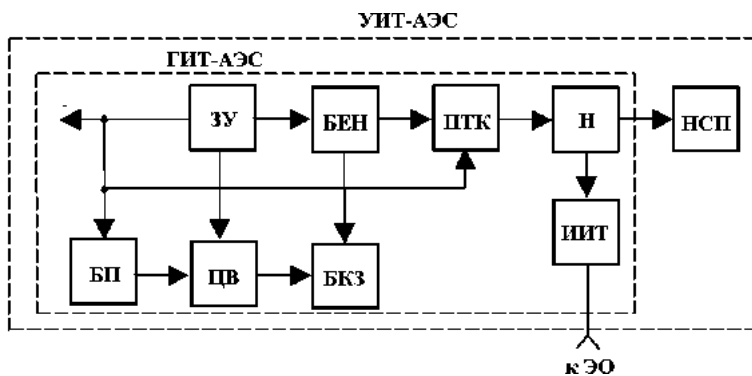 УИТ-АЭС
ГИТ-АЭС
ЗУ
БЕН
ПТК
Н
НСП
БП
ЦВ
БКЗ
ИИТ
к ЭО